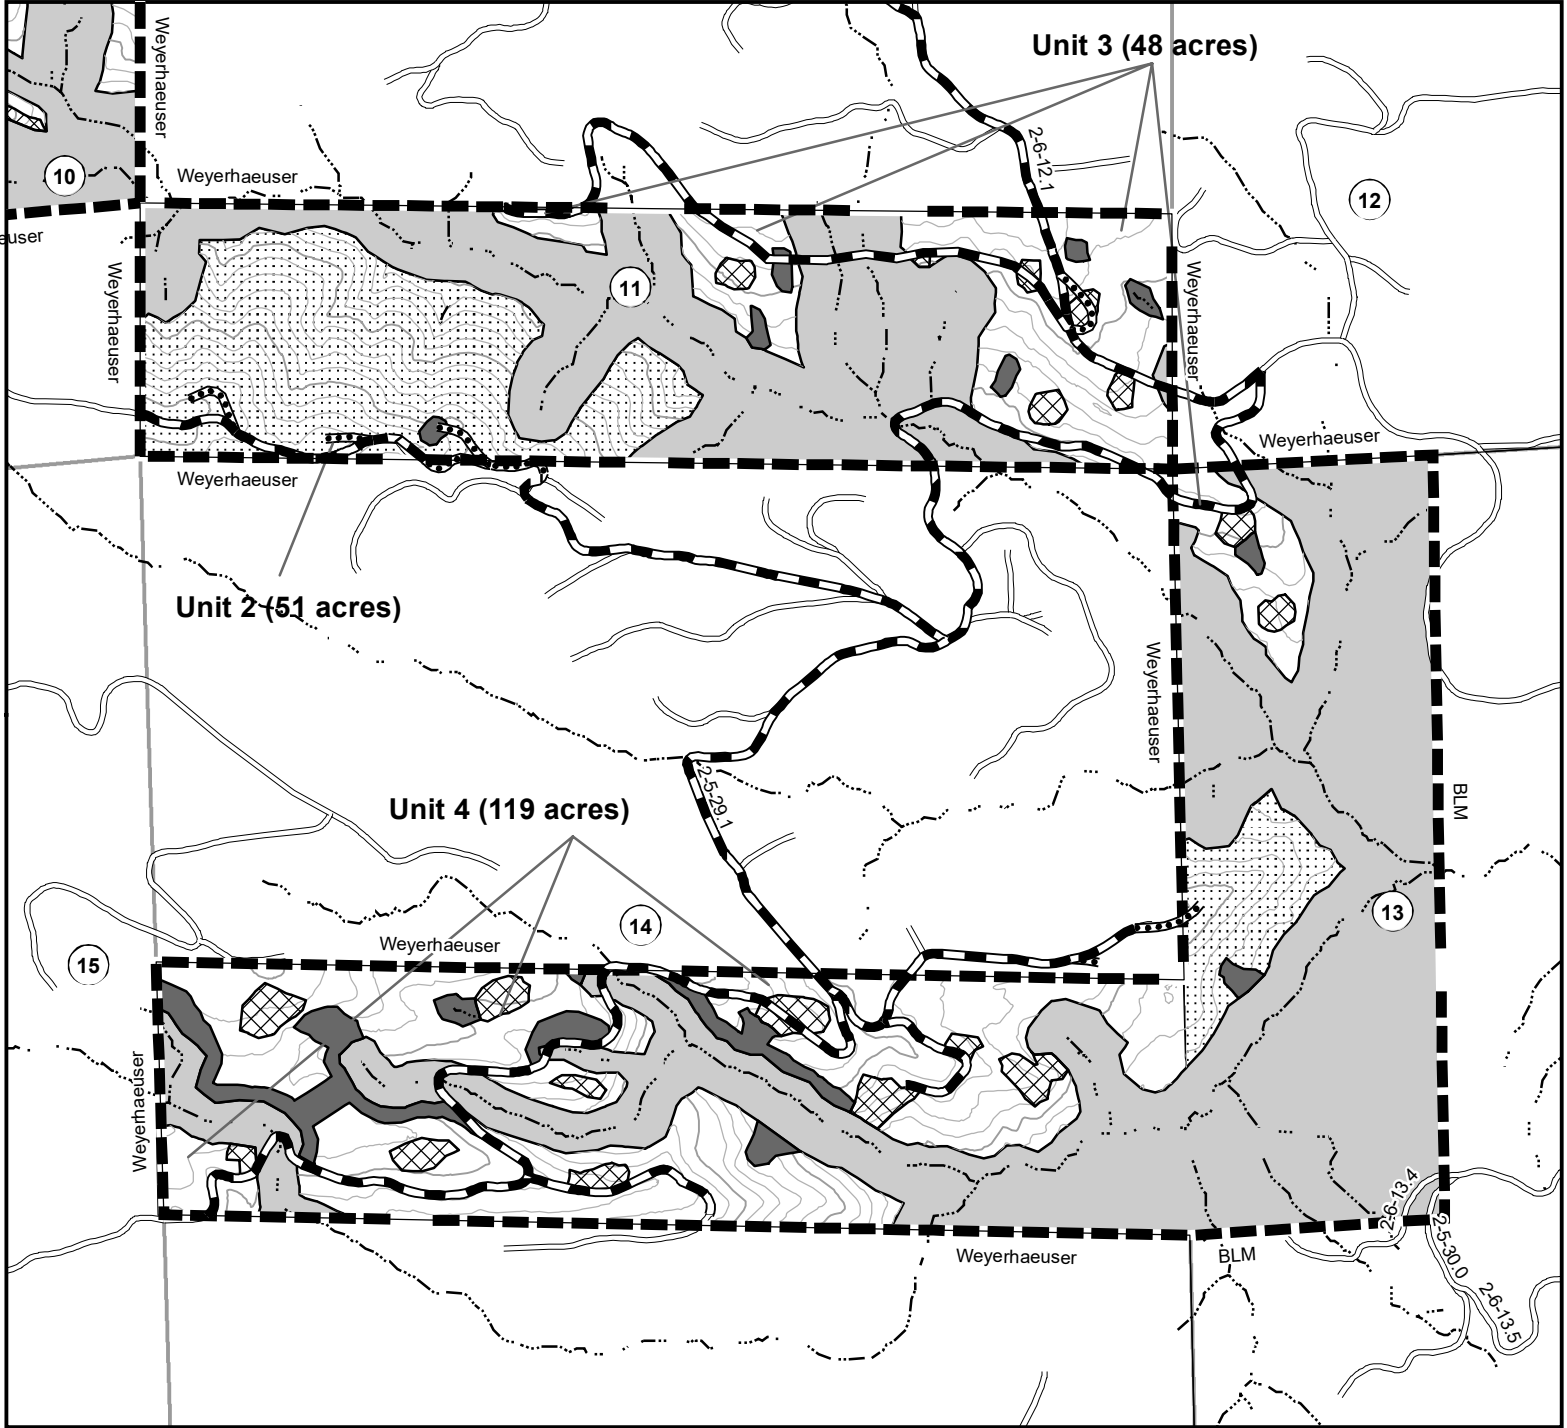 Weyerhaeuser
Unit 3 (48 acres)
2-6-12.1
10
Weyerhaeuser
12
euser
11
Weyerhaeuser
Weyerhaeuser
Weyerhaeuser
Weyerhaeuser
Unit 2 (51 acres)
Weyerhaeuser
2-5-29.1
BLM
Unit 4 (119 acres)
13
14
Weyerhaeuser
15
Weyerhaeuser
2-6-13.4
2-5-30.0
Weyerhaeuser
BLM
2-6-13.5